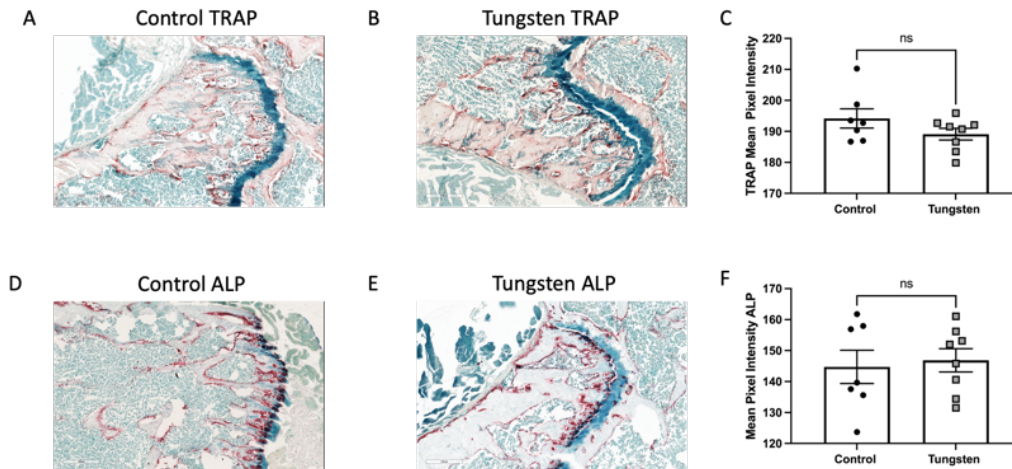 A
Control TRAP
B
Tungsten TRAP
C
TRAP Mean Pixel Intensity
220
210
200
190
180
170
ns
Control
Tungsten
D
Control ALP
E
Tungsten ALP
F
Mean Pixel Intensity ALP
170
160
150
140
130
120
ns
Control
Tungsten